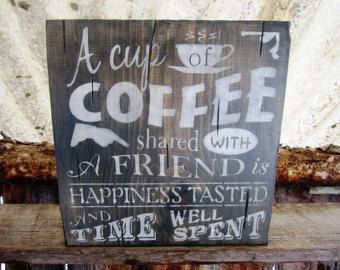 A cup of
COFFEE
shared WITH
A FRIEND is
HAPPINESS TASTED
AND TIME WELL SPENT